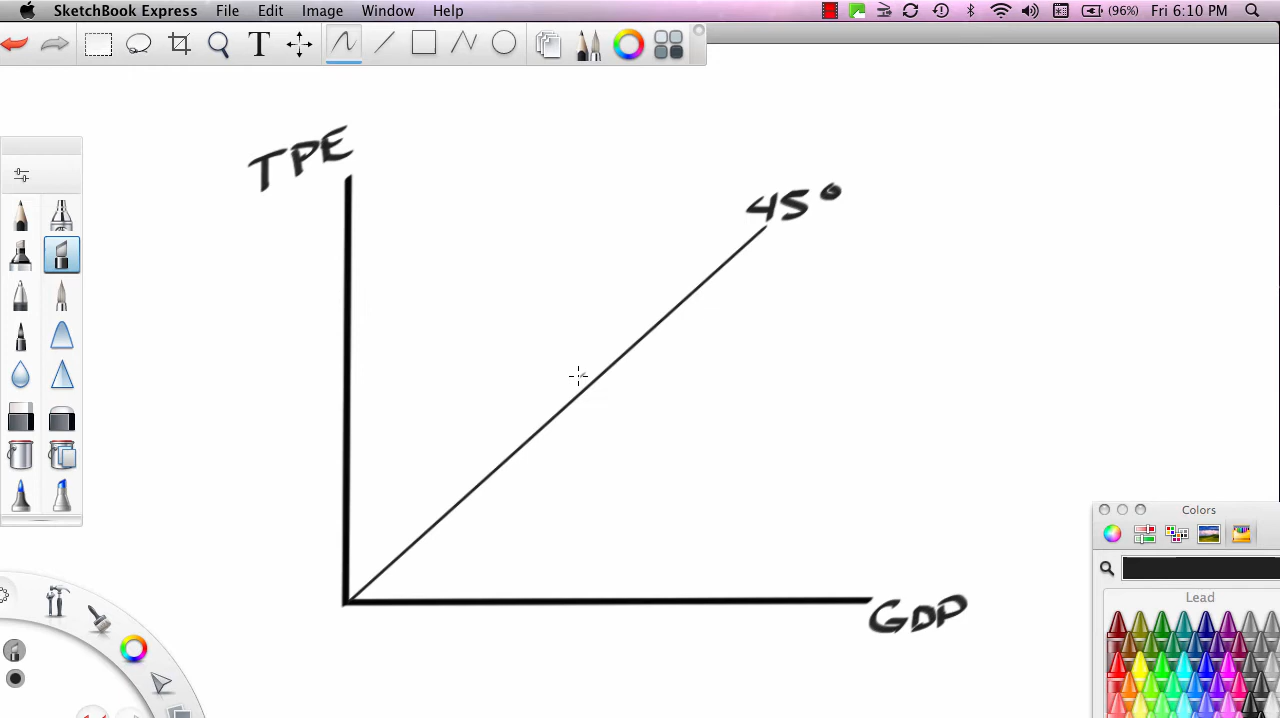 SketchBook Express File Edit Image Window Help (96%) Fri 6:10 PM
T
TPE
45°
GDP
Colors
Lead